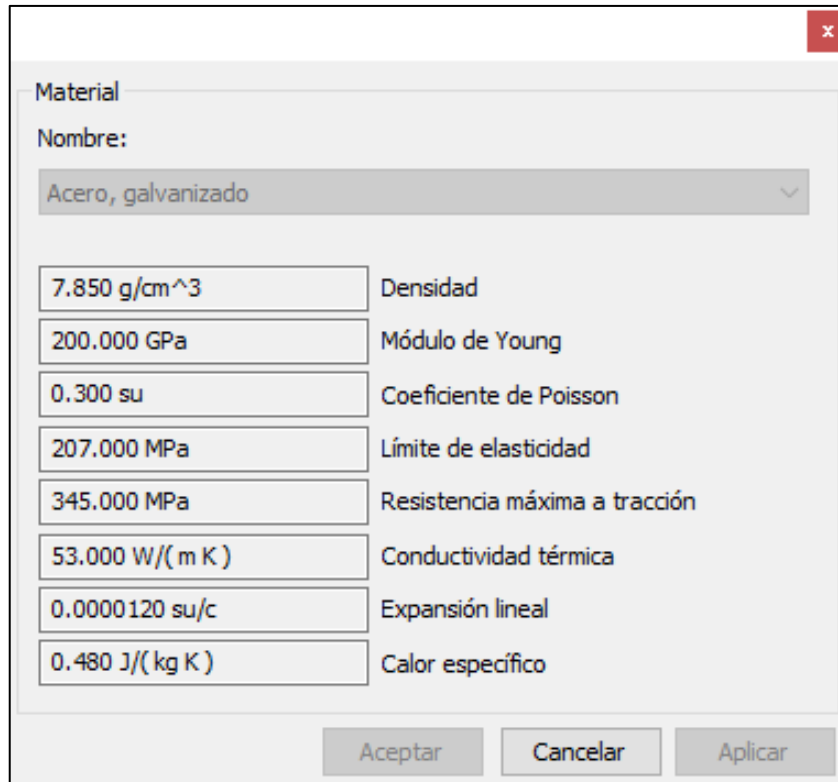 x
Material
Nombre:
Acero, galvanizado
7.850 g/cm^3 Densidad
200.000 GPa Módulo de Young
0.300 su Coeficiente de Poisson
207.000 MPa Límite de elasticidad
345.000 MPa Resistencia máxima a tracción
53.000 W/( m K ) Conductividad térmica
0.0000120 su/c Expansión lineal
0.480 J/( kg K ) Calor específico
Aceptar Cancelar Aplicar